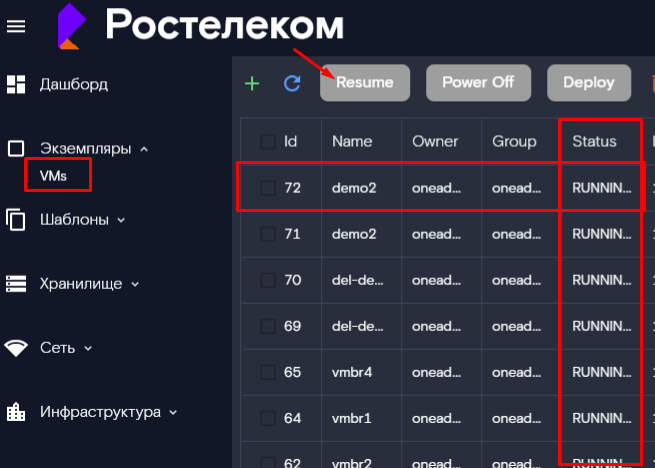 Ростелеком
Дашборд
Экземпляры
VMs
Шаблоны
Хранилище
Сеть
Инфраструктура
Resume Power Off Deploy
Id Name Owner Group Status
72 demo2 onead... onead... RUNNIN...
71 demo2 onead... onead... RUNNIN...
70 del-de... onead... onead... RUNNIN...
69 del-de... onead... onead... RUNNIN...
65 vmbr4 onead... onead... RUNNIN...
64 vmbr1 onead... onead... RUNNIN...
62 vmbr2 onead... onead... RUNNIN...